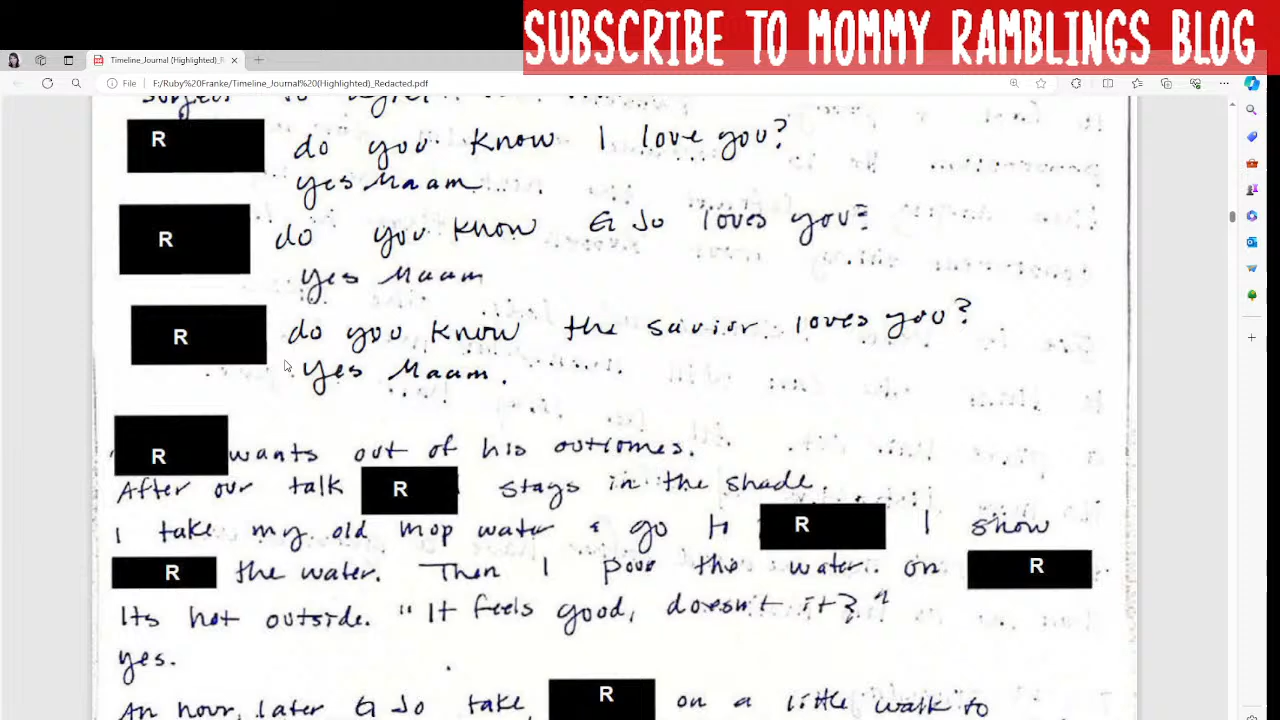 SUBSCRIBE TO MOMMY RAMBLINGS BLOG
Timeline_Journal (Highlighted)_R
File F:/Ruby%20Franke/Timeline_Journal%20(Highlighted)_Redacted.pdf
R do you know I love you?
yes Maam.
R do you know & Jo loves you?
yes Maam
R do you know the savior loves you?
yes Maam.
R wants out of his outcomes.
After our talk R stays in the shade.
I take my old mop water & go to R I show
R the water. Then I pour the water on R
Its hot outside. "It feels good, doesn't it?"
yes.
An hour later & Jo take R on a little walk to